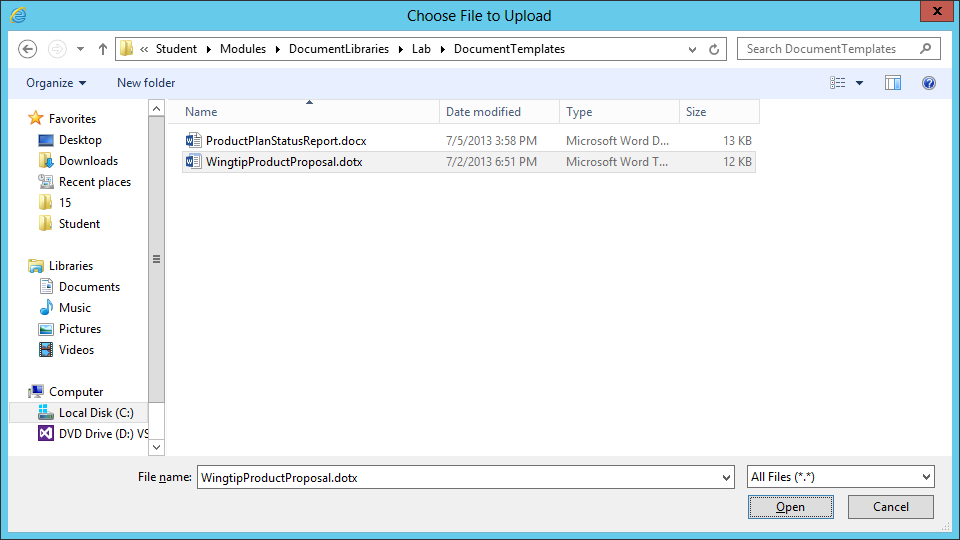 Choose File to Upload
« Student Modules DocumentLibraries Lab DocumentTemplates
Search DocumentTemplates
Organize New folder
Name Date modified Type Size
ProductPlanStatusReport.docx 7/5/2013 3:58 PM Microsoft Word D... 13 KB
WingtipProductProposal.dotx 7/2/2013 6:51 PM Microsoft Word T... 12 KB
Favorites
Desktop
Downloads
Recent places
15
Student
Libraries
Documents
Music
Pictures
Videos
Computer
Local Disk (C:)
DVD Drive (D:) VS
File name: WingtipProductProposal.dotx All Files (*.*)
Open Cancel